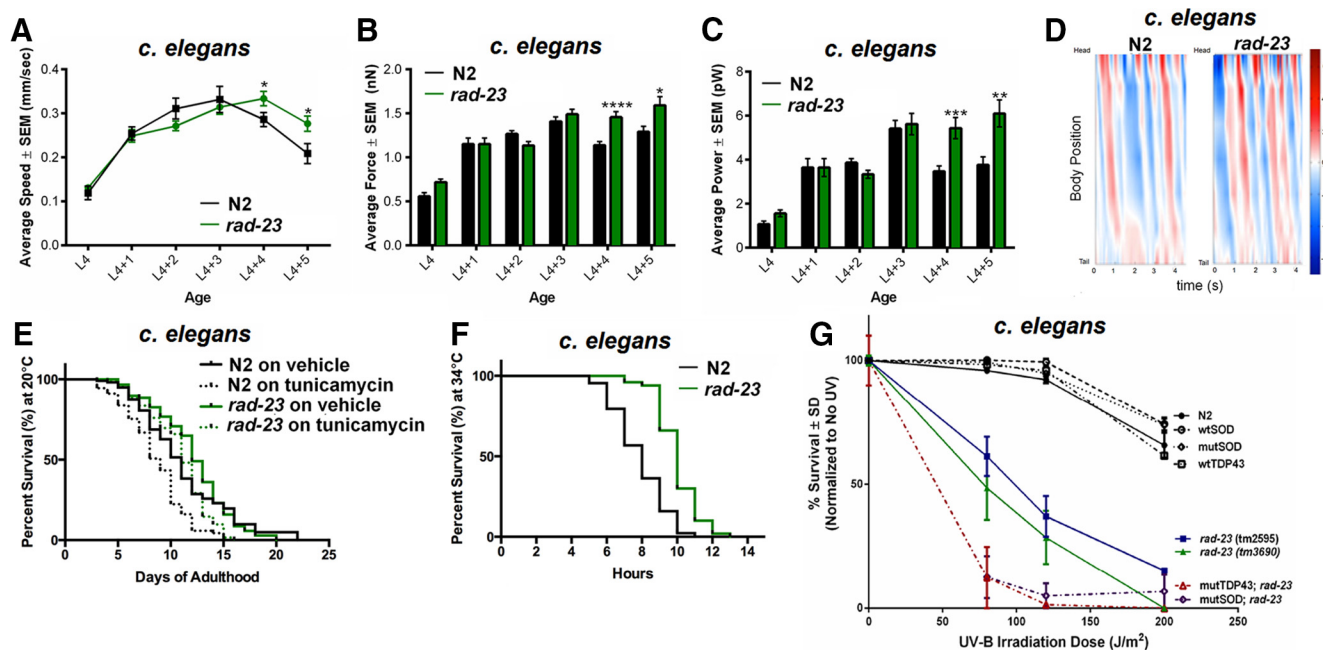 A
c. elegans
Average Speed ± SEM (mm/sec)
0.4
0.3
0.2
0.1
0.0
*
*
N2
rad-23
L4
L4+1
L4+2
L4+3
L4+4
L4+5
Age
B
c. elegans
Average Force ± SEM (nN)
2.0
1.5
1.0
0.5
0.0
N2
rad-23
****
*
L4
L4+1
L4+2
L4+3
L4+4
L4+5
Age
C
c. elegans
Average Power ± SEM (pW)
8
6
4
2
0
N2
rad-23
***
**
L4
L4+1
L4+2
L4+3
L4+4
L4+5
Age
D
c. elegans
N2
rad-23
Head
Head
Body Position
Tail
Tail
0 1 2 3 4
0 1 2 3 4
time (s)
E
c. elegans
Percent Survival (%) at 20°C
100
50
0
N2 on vehicle
N2 on tunicamycin
rad-23 on vehicle
rad-23 on tunicamycin
0 5 10 15 20 25
Days of Adulthood
F
c. elegans
Percent Survival (%) at 34°C
100
50
0
N2
rad-23
0 2 4 6 8 10 12 14
Hours
G
c. elegans
% Survival ± SD
(Normalized to No UV)
100
50
0
N2
wtSOD
mutSOD
wtTDP43
rad-23 (tm2595)
rad-23 (tm3690)
mutTDP43; rad-23
mutSOD; rad-23
0 50 100 150 200 250
UV-B Irradiation Dose (J/m²)